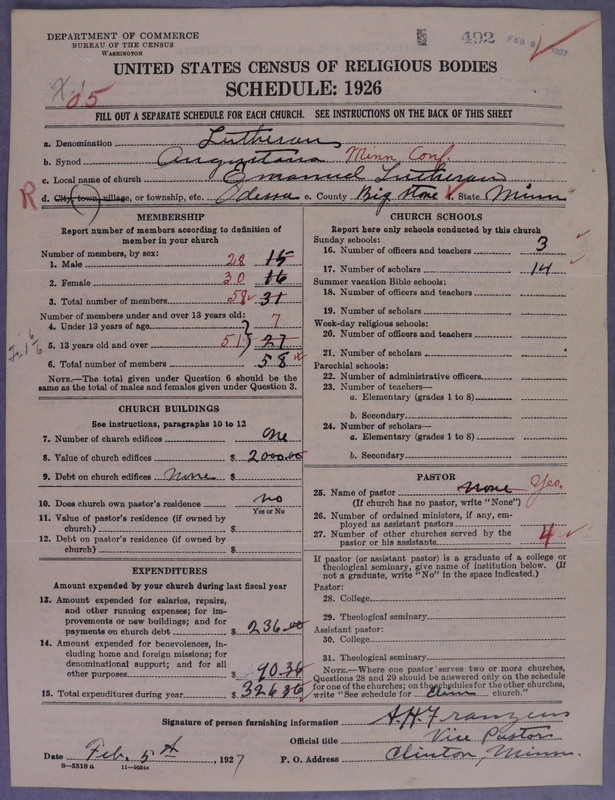 DEPARTMENT OF COMMERCE
BUREAU OF THE CENSUS
WASHINGTON
492 FEB 8 1927
X-1
05
UNITED STATES CENSUS OF RELIGIOUS BODIES
SCHEDULE: 1926
FILL OUT A SEPARATE SCHEDULE FOR EACH CHURCH. SEE INSTRUCTIONS ON THE BACK OF THIS SHEET
a. Denomination Lutheran
b. Synod Augustana Minn Conf.
c. Local name of church Emanuel Lutheran
R d. City, town, village, or township, etc. Odessa e. County Big Stone f. State Minn
MEMBERSHIP
Report number of members according to definition of
member in your church
Number of members, by sex:
1. Male 28 15
2. Female 30 16
3. Total number of members 58 31
Number of members under and over 13 years old:
4. Under 13 years of age 7
5. 13 years old and over 51 27
6. Total number of members 58
NOTE.—The total given under Question 6 should be the
same as the total of males and females given under Question 3.
CHURCH BUILDINGS
See instructions, paragraphs 10 to 12
7. Number of church edifices One
8. Value of church edifices $ 2000.00
9. Debt on church edifices None $
10. Does church own pastor's residence no
Yes or No
11. Value of pastor's residence (if owned by
church) $
12. Debt on pastor's residence (if owned by
church) $
EXPENDITURES
Amount expended by your church during last fiscal year
13. Amount expended for salaries, repairs,
and other running expenses; for im-
provements or new buildings; and for
payments on church debt $ 236.00
14. Amount expended for benevolences, in-
cluding home and foreign missions; for
denominational support; and for all
other purposes $ 90.36
15. Total expenditures during year $ 326 36
CHURCH SCHOOLS
Report here only schools conducted by this church
Sunday schools:
16. Number of officers and teachers 3
17. Number of scholars 14
Summer vacation Bible schools:
18. Number of officers and teachers
19. Number of scholars
Week-day religious schools:
20. Number of officers and teachers
21. Number of scholars
Parochial schools:
22. Number of administrative officers
23. Number of teachers—
a. Elementary (grades 1 to 8)
b. Secondary
24. Number of scholars—
a. Elementary (grades 1 to 8)
b. Secondary
PASTOR
25. Name of pastor None Yes.
(If church has no pastor, write "None")
26. Number of ordained ministers, if any, em-
ployed as assistant pastors
27. Number of other churches served by the
pastor or his assistants 4
If pastor (or assistant pastor) is a graduate of a college or
theological seminary, give name of institution below. (If
not a graduate, write "No" in the space indicated.)
Pastor:
28. College
29. Theological seminary
Assistant pastor:
30. College
31. Theological seminary
NOTE.—Where one pastor serves two or more churches,
Questions 28 and 29 should be answered only on the schedule
for one of the churches; on the schedules for the other churches,
write "See schedule for church."
Signature of person furnishing information A. H. Franzen
Official title Vice Pastor
Date Feb. 5th, 1927 P. O. Address Clinton, Minn.
8—5518 a 11—9254a